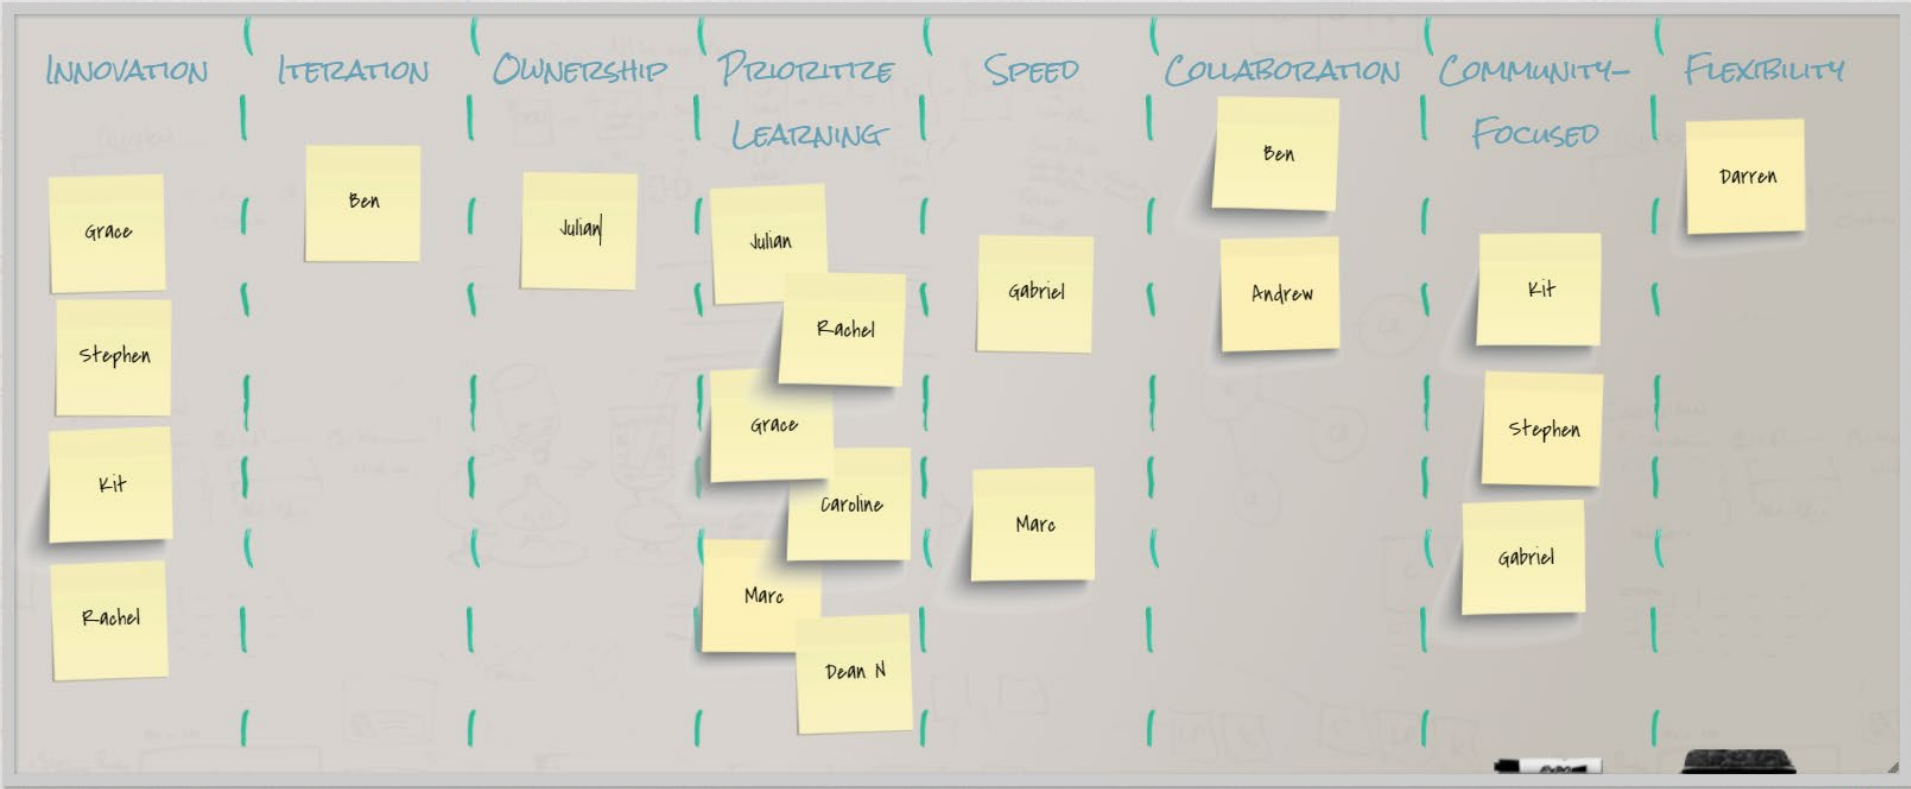 Innovation
Grace
Stephen
Kit
Rachel
Iteration
Ben
Ownership
Julian
Prioritize
Learning
Julian
Rachel
Grace
Caroline
Marc
Dean N
Speed
Gabriel
Marc
Collaboration
Ben
Andrew
Community-
Focused
Kit
Stephen
Gabriel
Flexibility
Darren